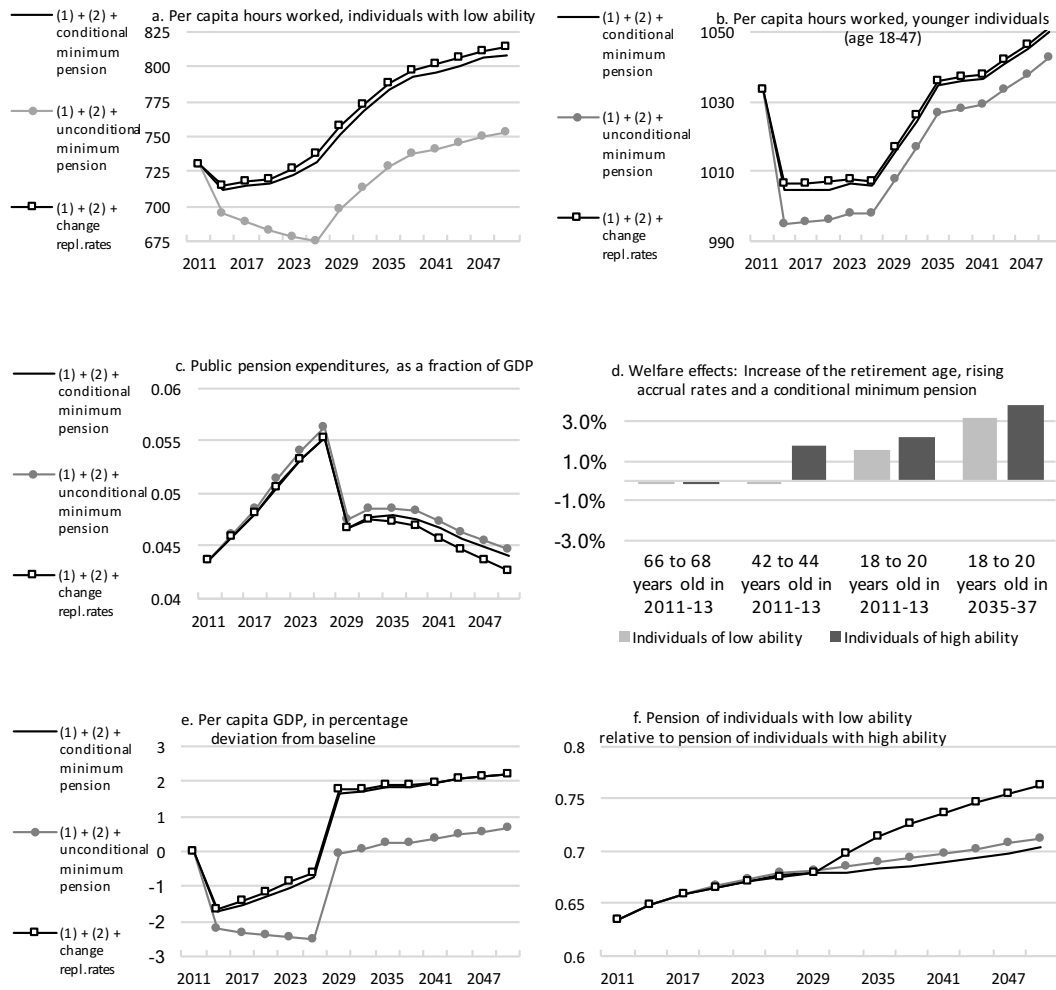 a. Per capita hours worked, individuals with low ability
(1) + (2) +
conditional
minimum
pension
(1) + (2) +
unconditional
minimum
pension
(1) + (2) +
change
repl.rates
825
800
775
750
725
700
675
2011 2017 2023 2029 2035 2041 2047
b. Per capita hours worked, younger individuals
(age 18-47)
(1) + (2) +
conditional
minimum
pension
(1) + (2) +
unconditional
minimum
pension
(1) + (2) +
change
repl.rates
1050
1030
1010
990
2011 2017 2023 2029 2035 2041 2047
c. Public pension expenditures, as a fraction of GDP
(1) + (2) +
conditional
minimum
pension
(1) + (2) +
unconditional
minimum
pension
(1) + (2) +
change
repl.rates
0.06
0.055
0.05
0.045
0.04
2011 2017 2023 2029 2035 2041 2047
d. Welfare effects: Increase of the retirement age, rising
accrual rates and a conditional minimum pension
3.0%
1.0%
-1.0%
-3.0%
66 to 68
years old in
2011-13
42 to 44
years old in
2011-13
18 to 20
years old in
2011-13
18 to 20
years old in
2035-37
Individuals of low ability
Individuals of high ability
e. Per capita GDP, in percentage
deviation from baseline
(1) + (2) +
conditional
minimum
pension
(1) + (2) +
unconditional
minimum
pension
(1) + (2) +
change
repl.rates
3
2
1
0
-1
-2
-3
2011 2017 2023 2029 2035 2041 2047
f. Pension of individuals with low ability
relative to pension of individuals with high ability
0.8
0.75
0.7
0.65
0.6
2011 2017 2023 2029 2035 2041 2047